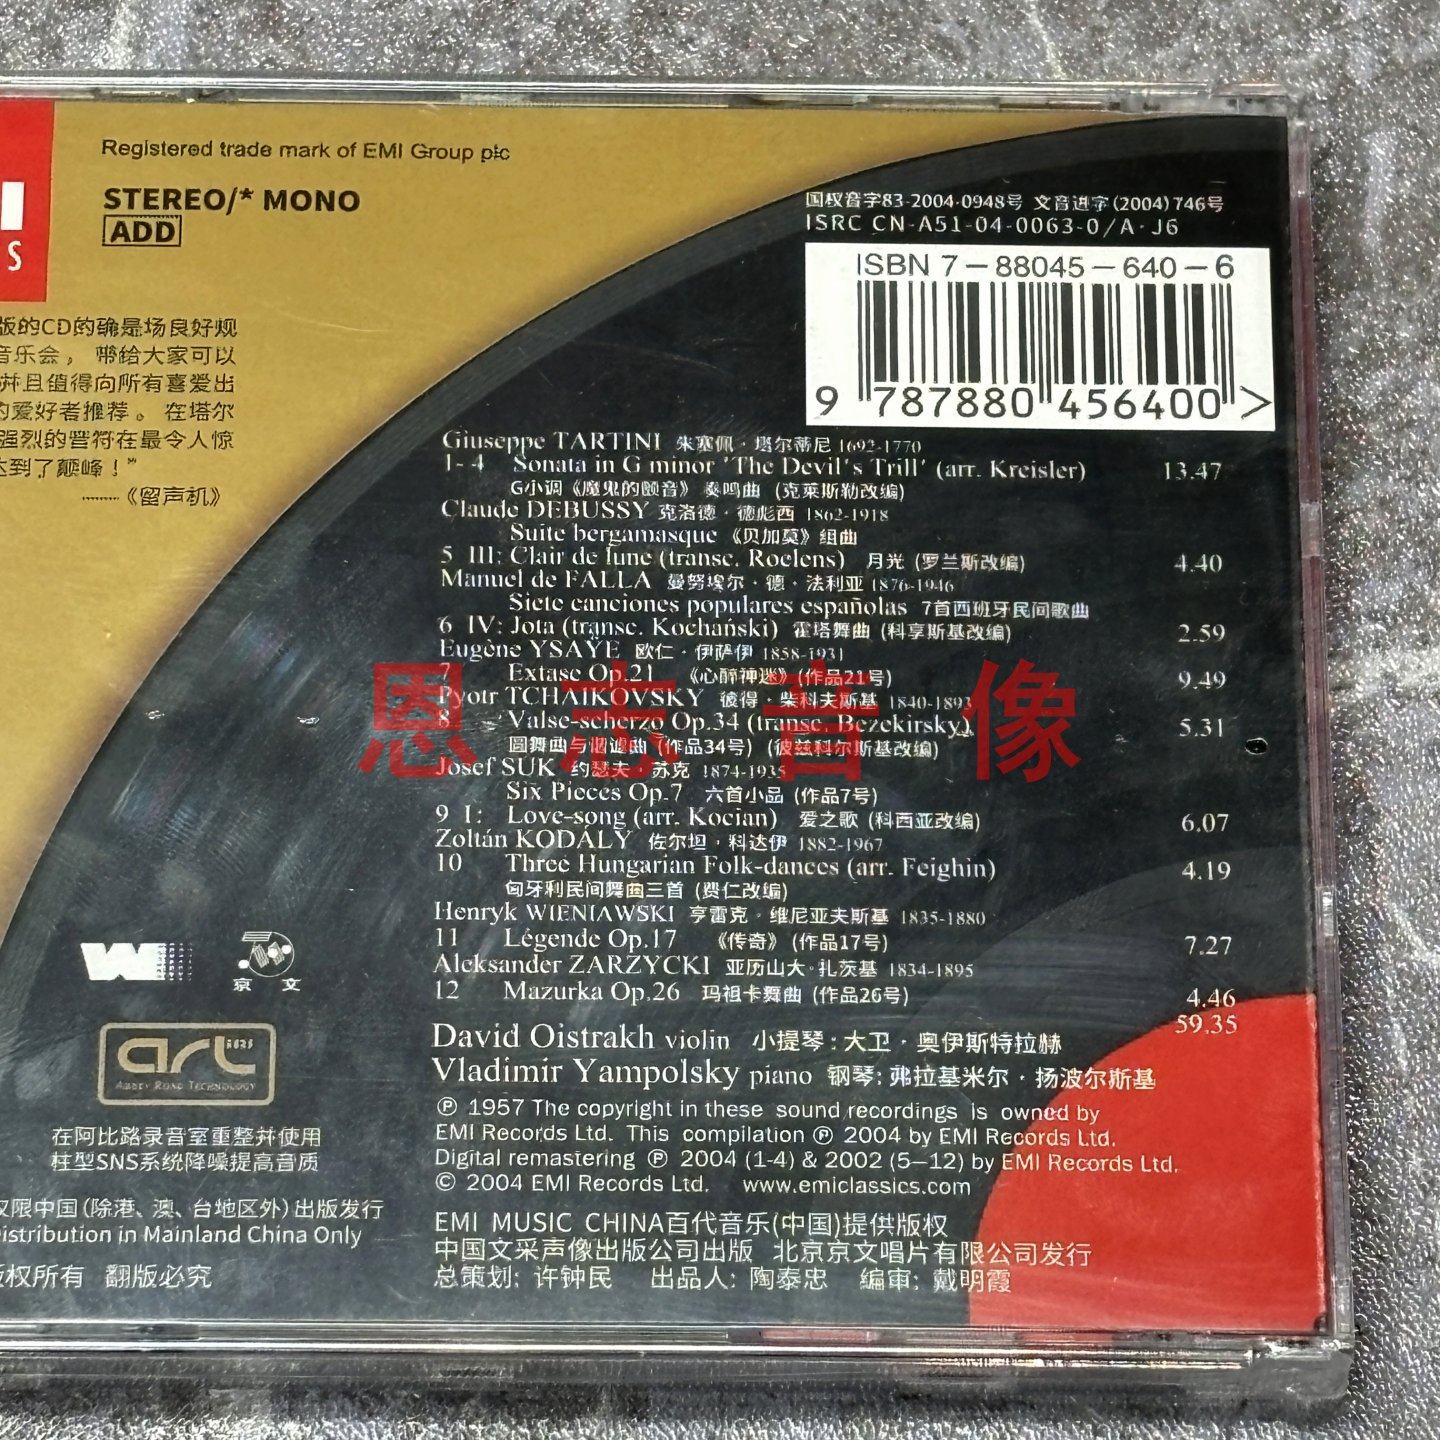 Registered trade mark of EMI Group plc
STEREO/* MONO
ADD
S
版的CD的确是场良好规
音乐会，带给大家可以
并且值得向所有喜爱出
的爱好者推荐。在塔尔
强烈的音符在最令人惊
达到了巅峰！”
——《留声机》
国权音字83-2004-0948号 文音进字(2004)746号
ISRC CN-A51-04-0063-0/A·J6
ISBN 7-88045-640-6
9 787880 456400 >
Giuseppe TARTINI 朱塞佩·塔尔蒂尼 1692-1770
1-4 Sonata in G minor 'The Devil's Trill' (arr. Kreisler) 13.47
G小调《魔鬼的颤音》奏鸣曲 (克莱斯勒改编)
Claude DEBUSSY 克洛德·德彪西 1862-1918
Suite bergamasque 《贝加莫》组曲
5 III: Clair de lune (transc. Roelens) 月光 (罗兰斯改编) 4.40
Manuel de FALLA 曼努埃尔·德·法利亚 1876-1946
Siete canciones populares españolas 7首西班牙民间歌曲
6 IV: Jota (transc. Kochański) 霍塔舞曲 (科享斯基改编) 2.59
Eugène YSAŸE 欧仁·伊萨伊 1858-1931
7 Extase Op.21 《心醉神迷》(作品21号) 9.49
Pyotr TCHAIKOVSKY 彼得·柴科夫斯基 1840-1893
8 Valse-scherzo Op.34 (transc. Bezekirsky) 5.31
圆舞曲与谐谑曲 (作品34号) (彼兹科尔斯基改编)
Josef SUK 约瑟夫·苏克 1874-1935
Six Pieces Op.7 六首小品 (作品7号)
9 I: Love-song (arr. Kocian) 爱之歌 (科西亚改编) 6.07
Zoltán KODÁLY 佐尔坦·科达伊 1882-1967
10 Three Hungarian Folk-dances (arr. Feighin) 4.19
匈牙利民间舞曲三首 (费仁改编)
Henryk WIENIAWSKI 亨雷克·维尼亚夫斯基 1835-1880
11 Légende Op.17 《传奇》 (作品17号) 7.27
Aleksander ZARZYCKI 亚历山大·扎茨基 1834-1895
12 Mazurka Op.26 玛祖卡舞曲 (作品26号) 4.46
59.35
David Oistrakh violin 小提琴:大卫·奥伊斯特拉赫
Vladimir Yampolsky piano 钢琴:弗拉基米尔·扬波尔斯基
℗ 1957 The copyright in these sound recordings is owned by
EMI Records Ltd. This compilation ℗ 2004 by EMI Records Ltd.
Digital remastering ℗ 2004 (1-4) & 2002 (5-12) by EMI Records Ltd.
© 2004 EMI Records Ltd. www.emiclassics.com
EMI MUSIC CHINA百代音乐(中国)提供版权
中国文采声像出版公司出版 北京京文唱片有限公司发行
总策划: 许钟民 出品人: 陶泰忠 编审: 戴明霞
京 文
art
ABBEY ROAD TECHNOLOGY
在阿比路录音室重整并使用
柱型SNS系统降噪提高音质
权限中国(除港、澳、台地区外)出版发行
istribution in Mainland China Only
版权所有 翻版必究
恩志音像